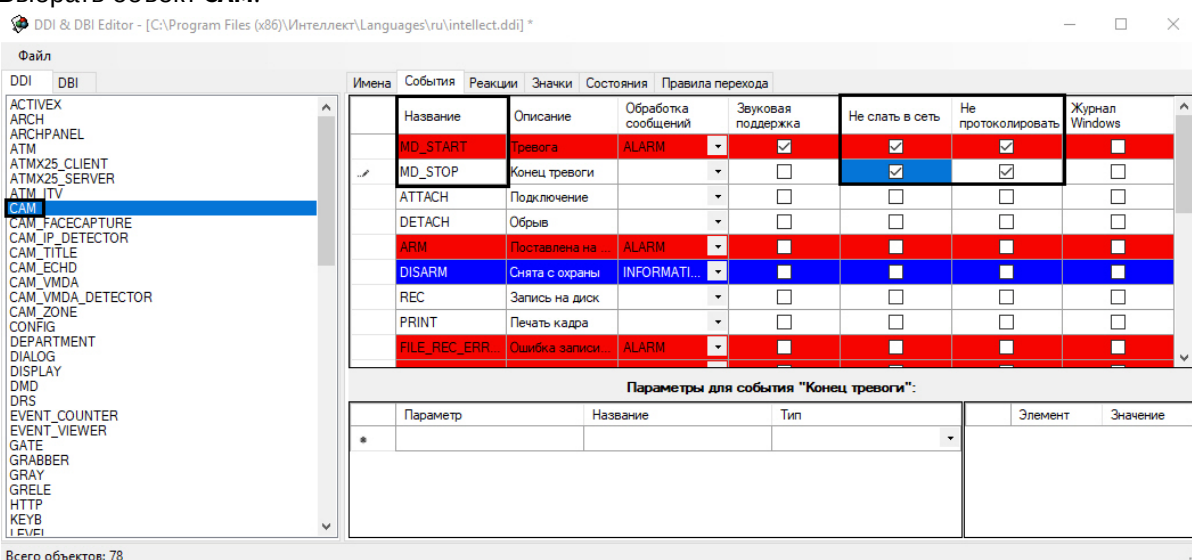 Выбрать объект CAM.
DDI & DBI Editor - [C:\Program Files (x86)\Интеллект\Languages\ru\intellect.ddi] *
Файл
DDI DBI
ACTIVEX
ARCH
ARCHPANEL
ATM
ATMX25_CLIENT
ATMX25_SERVER
ATM_ITV
CAM
CAM_FACECAPTURE
CAM_IP_DETECTOR
CAM_TITLE
CAM_ECHD
CAM_VMDA
CAM_VMDA_DETECTOR
CAM_ZONE
CONFIG
DEPARTMENT
DIALOG
DISPLAY
DMD
DRS
EVENT_COUNTER
EVENT_VIEWER
GATE
GRABBER
GRAY
GRELE
HTTP
KEYB
LEVEL
Имена События Реакции Значки Состояния Правила перехода
Название Описание Обработка сообщений Звуковая поддержка Не слать в сеть Не протоколировать Журнал Windows
MD_START Тревога ALARM
MD_STOP Конец тревоги
ATTACH Подключение
DETACH Обрыв
ARM Поставлена на ... ALARM
DISARM Снята с охраны INFORMATI...
REC Запись на диск
PRINT Печать кадра
FILE_REC_ERR... Ошибка записи... ALARM
Параметры для события "Конец тревоги":
Параметр Название Тип Элемент Значение
Всего объектов: 78